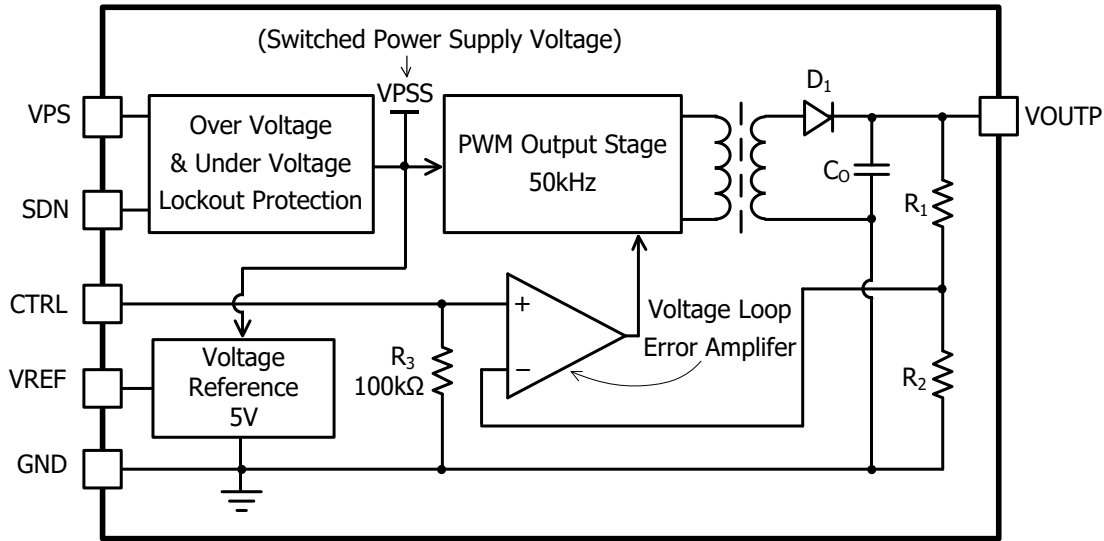 (Switched Power Supply Voltage)
VPSS
VPS
SDN
Over Voltage
& Under Voltage
Lockout Protection
PWM Output Stage
50kHz
D1
CO
R1
VOUTP
CTRL
VREF
GND
Voltage
Reference
5V
R3
100kΩ
+
−
Voltage Loop
Error Amplifer
R2